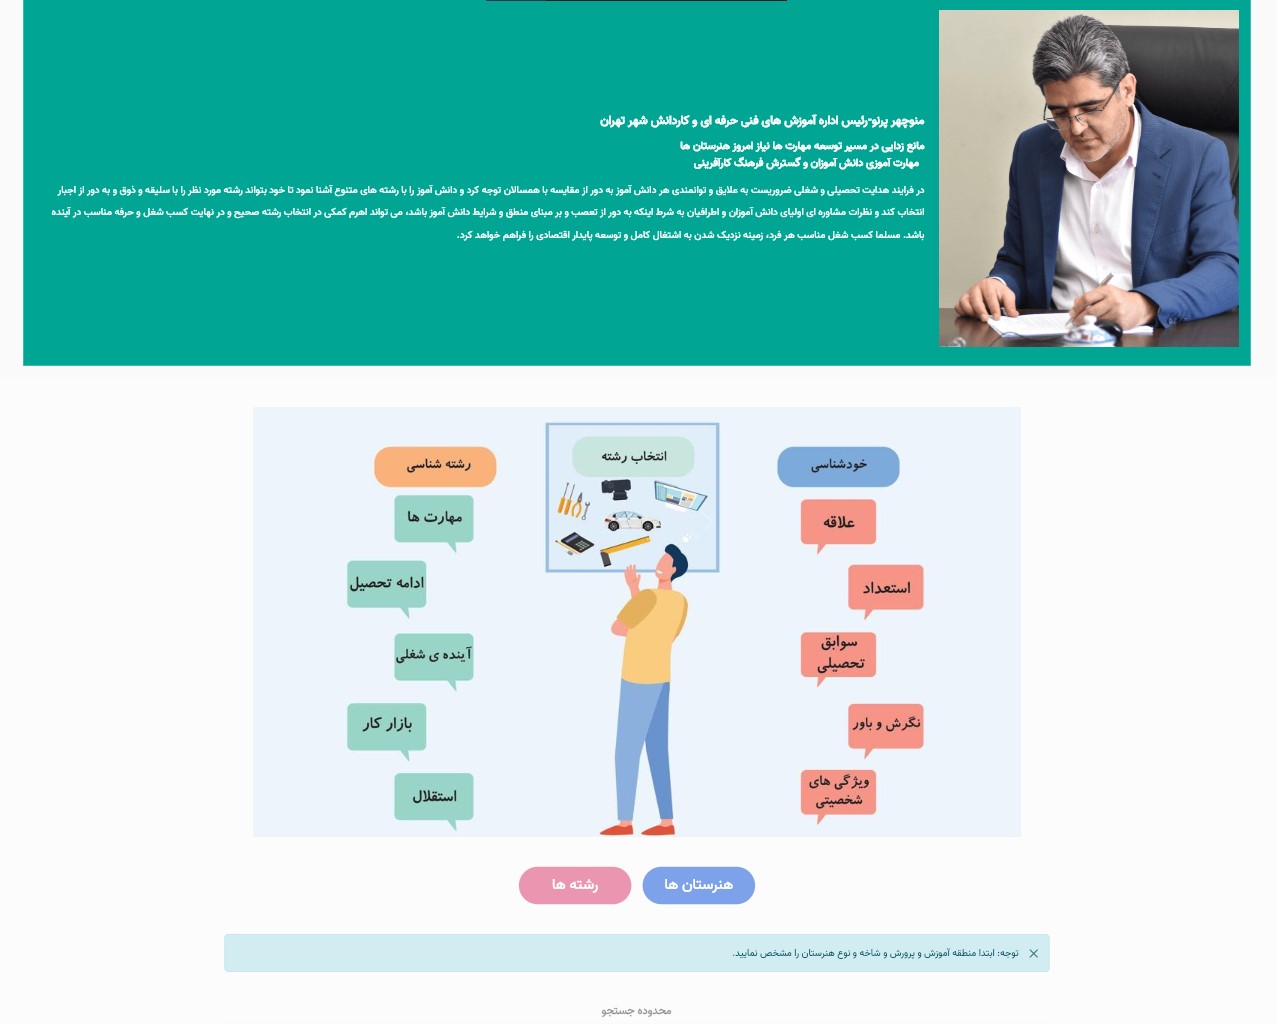 منوچهر پرنو-رئیس اداره آموزش های فنی حرفه ای و کاردانش شهر تهران
مانع زدایی در مسیر توسعه مهارت ها نیاز امروز هنرستان ها
مهارت آموزی دانش آموزان و گسترش فرهنگ کارآفرینی
در فرایند هدایت تحصیلی و شغلی ضروریست به علایق و توانمندی هر دانش آموز به دور از مقایسه با همسالان توجه کرد و دانش آموز را با رشته های متنوع آشنا نمود تا خود بتواند رشته مورد نظر را با سلیقه و ذوق و به دور از اجبار
انتخاب کند و نظرات مشاوره ای اولیای دانش آموزان و اطرافیان به شرط اینکه به دور از تعصب و بر مبنای منطق و شرایط دانش آموز باشد، می تواند اهرم کمکی در انتخاب رشته صحیح و در نهایت کسب شغل و حرفه مناسب در آینده
باشد. مسلما کسب شغل مناسب هر فرد، زمینه نزدیک شدن به اشتغال کامل و توسعه پایدار اقتصادی را فراهم خواهد کرد.
خودشناسی
علاقه
استعداد
سوابق
تحصیلی
نگرش و باور
ویژگی های
شخصیتی
انتخاب رشته
رشته شناسی
مهارت ها
ادامه تحصیل
آینده ی شغلی
بازار کار
استقلال
هنرستان ها
رشته ها
توجه: ابتدا منطقه آموزش و پرورش و شاخه و نوع هنرستان را مشخص نمایید.
محدوده جستجو